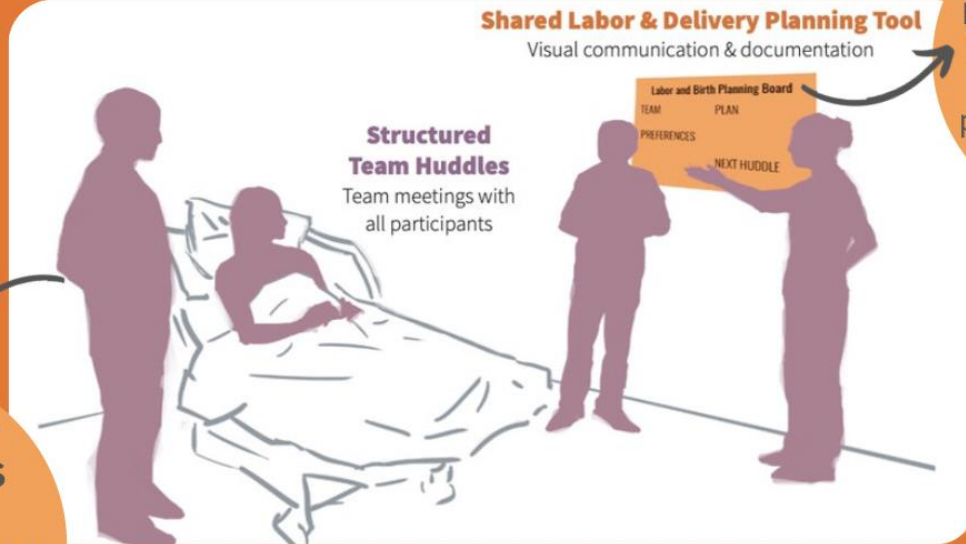 Shared Labor & Delivery Planning Tool
Visual communication & documentation
Labor and Birth Planning Board
TEAM PLAN
PREFERENCES
NEXT HUDDLE
Structured
Team Huddles
Team meetings with
all participants